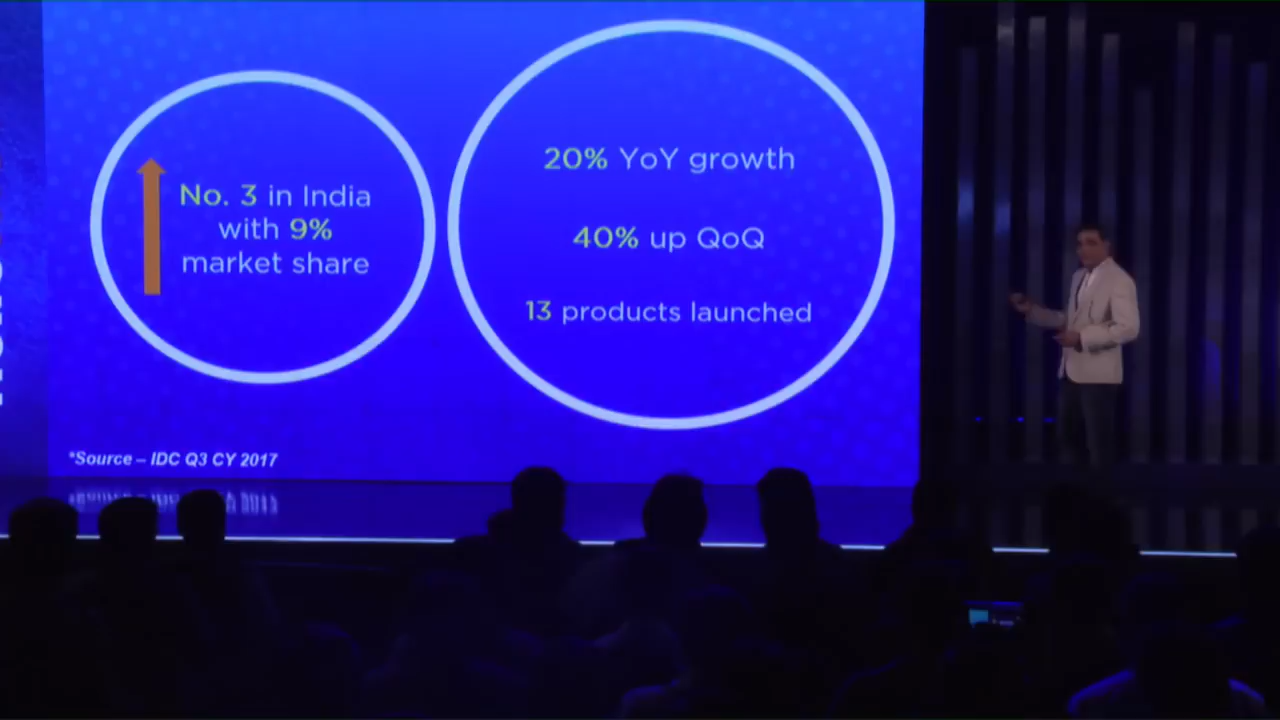 No. 3 in India
with 9%
market share
20% YoY growth
40% up QoQ
13 products launched
*Source – IDC Q3 CY 2017